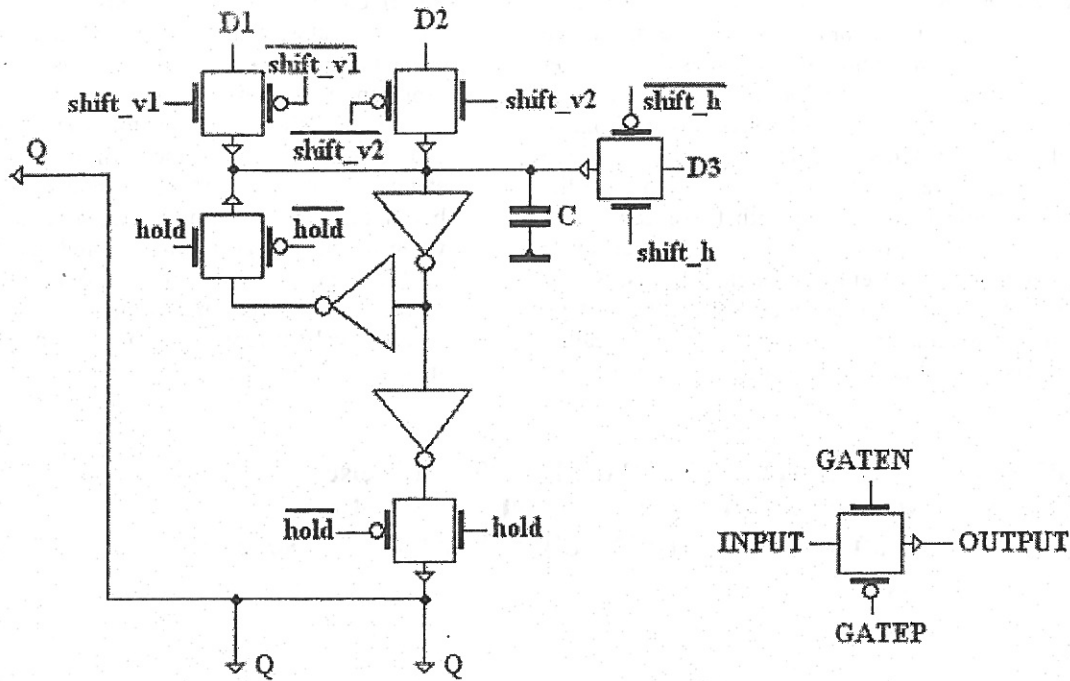 D1
D2
shift_v1
shift_v1
shift_v2
shift_v2
shift_h
D3
shift_h
Q
hold
hold
C
hold
hold
Q
Q
GATEN
INPUT
OUTPUT
GATEP